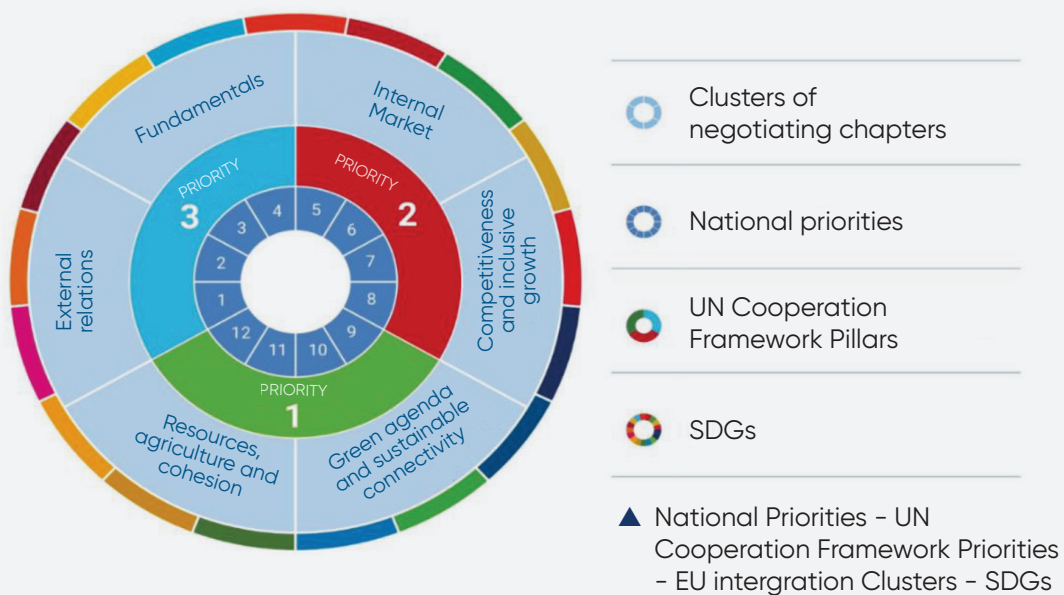 Fundamentals
Internal
Market
PRIORITY
3
PRIORITY
2
4
5
3
6
2
7
1
8
12
9
11
10
External
relations
Competitiveness
and inclusive
growth
PRIORITY
1
Resources,
agriculture and
cohesion
Green agenda
and sustainable
connectivity
Clusters of
negotiating chapters
National priorities
UN Cooperation
Framework Pillars
SDGs
▲ National Priorities - UN
Cooperation Framework Priorities
- EU intergration Clusters - SDGs